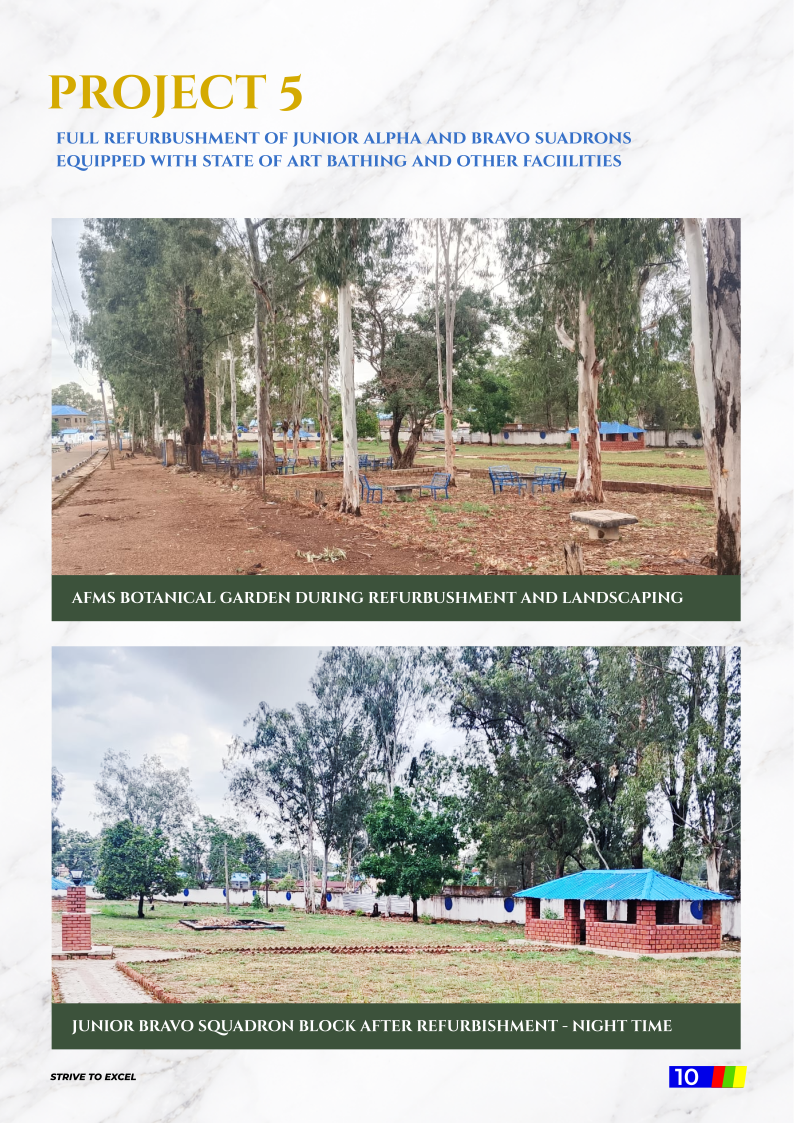 PROJECT 5
FULL REFURBUSHMENT OF JUNIOR ALPHA AND BRAVO SUADRONS
EQUIPPED WITH STATE OF ART BATHING AND OTHER FACIILITIES
AFMS BOTANICAL GARDEN DURING REFURBUSHMENT AND LANDSCAPING
JUNIOR BRAVO SQUADRON BLOCK AFTER REFURBISHMENT - NIGHT TIME
STRIVE TO EXCEL
10